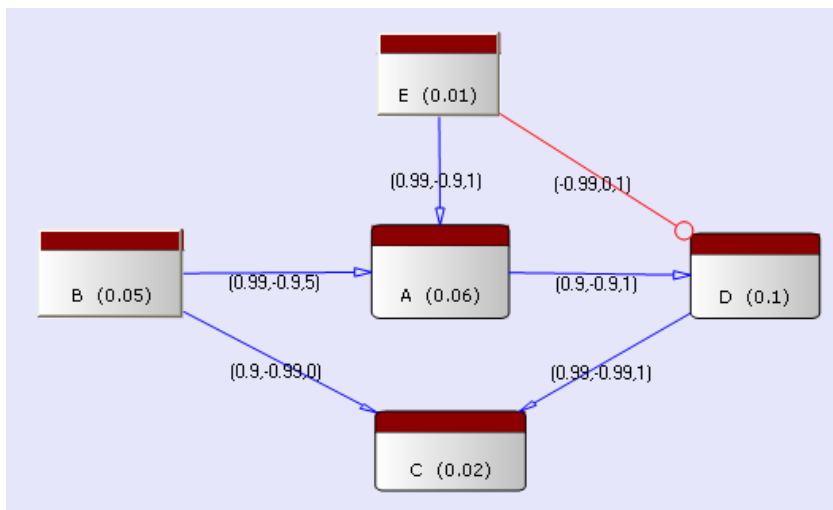 E (0.01)
(0.99,-0.9,1)
(-0.99,0,1)
B (0.05)
(0.99,-0.9,5)
A (0.06)
(0.9,-0.9,1)
D (0.1)
(0.9,-0.99,0)
(0.99,-0.99,1)
C (0.02)